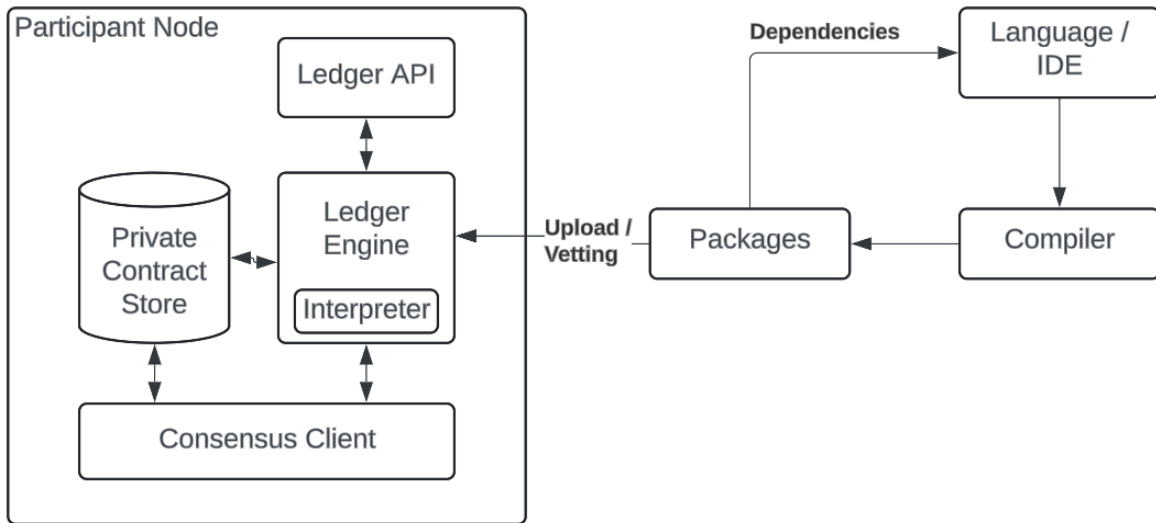 Participant Node
Ledger API
Private
Contract
Store
Ledger
Engine
Interpreter
Consensus Client
Upload /
Vetting
Dependencies
Packages
Language /
IDE
Compiler